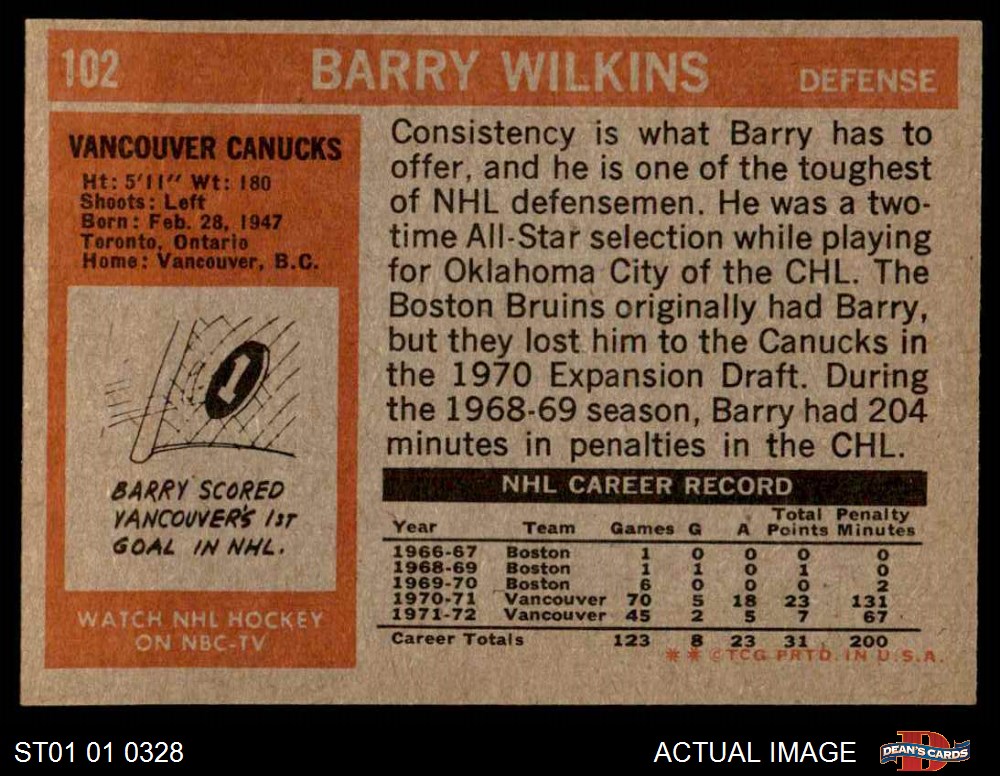 102 BARRY WILKINS DEFENSE
VANCOUVER CANUCKS
Ht: 5'11" Wt: 180
Shoots: Left
Born: Feb. 28, 1947
Toronto, Ontario
Home: Vancouver, B.C.
1
BARRY SCORED
VANCOUVER'S 1ST
GOAL IN NHL.
WATCH NHL HOCKEY
ON NBC-TV
Consistency is what Barry has to
offer, and he is one of the toughest
of NHL defensemen. He was a two-
time All-Star selection while playing
for Oklahoma City of the CHL. The
Boston Bruins originally had Barry,
but they lost him to the Canucks in
the 1970 Expansion Draft. During
the 1968-69 season, Barry had 204
minutes in penalties in the CHL.
NHL CAREER RECORD
Total Penalty
Year Team Games G A Points Minutes
1966-67 Boston 1 0 0 0 0
1968-69 Boston 1 1 0 1 0
1969-70 Boston 6 0 0 0 2
1970-71 Vancouver 70 5 18 23 131
1971-72 Vancouver 45 2 5 7 67
Career Totals 123 8 23 31 200
* * © TCG PRTD. IN U.S.A.
ST01 01 0328 ACTUAL IMAGE D DEAN'S CARDS